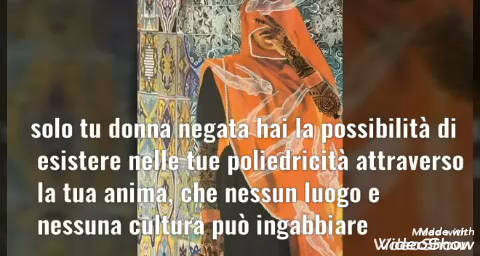 solo tu donna negata hai la possibilità di
esistere nelle tue poliedricità attraverso
la tua anima, che nessun luogo e
nessuna cultura può ingabbiare
Made with
VideoShow